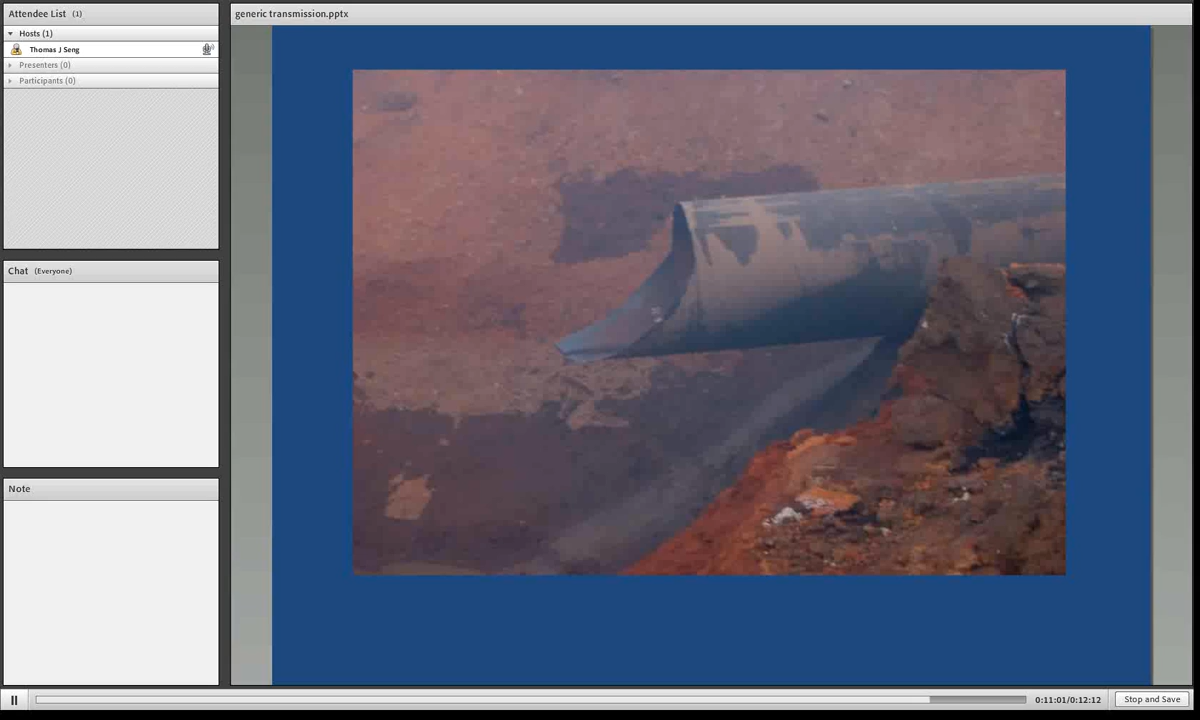 Attendee List (1)
Hosts (1)
Thomas J Seng
Presenters (0)
Participants (0)
Chat (Everyone)
Note
generic transmission.pptx
0:11:01/0:12:12
Stop and Save